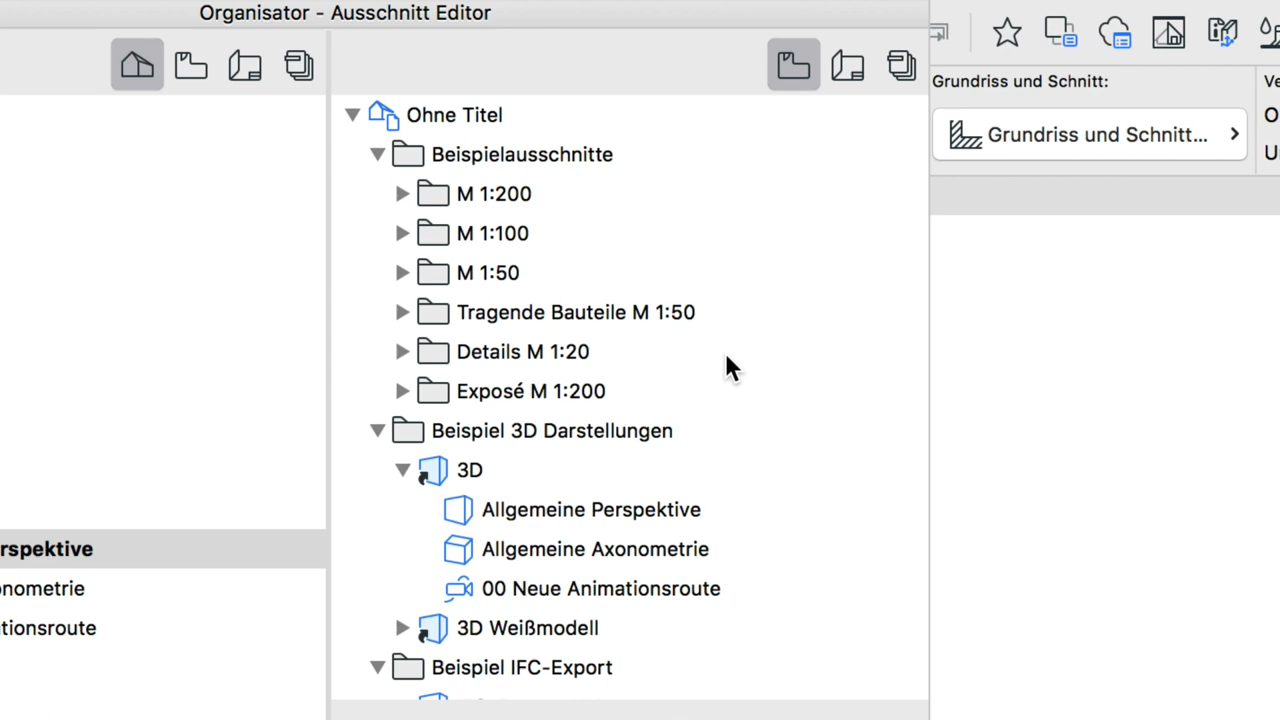 Organisator - Ausschnitt Editor
Grundriss und Schnitt:
Grundriss und Schnitt...
Ohne Titel
Beispielausschnitte
M 1:200
M 1:100
M 1:50
Tragende Bauteile M 1:50
Details M 1:20
Exposé M 1:200
Beispiel 3D Darstellungen
3D
Allgemeine Perspektive
Allgemeine Axonometrie
00 Neue Animationsroute
3D Weißmodell
Beispiel IFC-Export
rspektive
onometrie
tionsroute